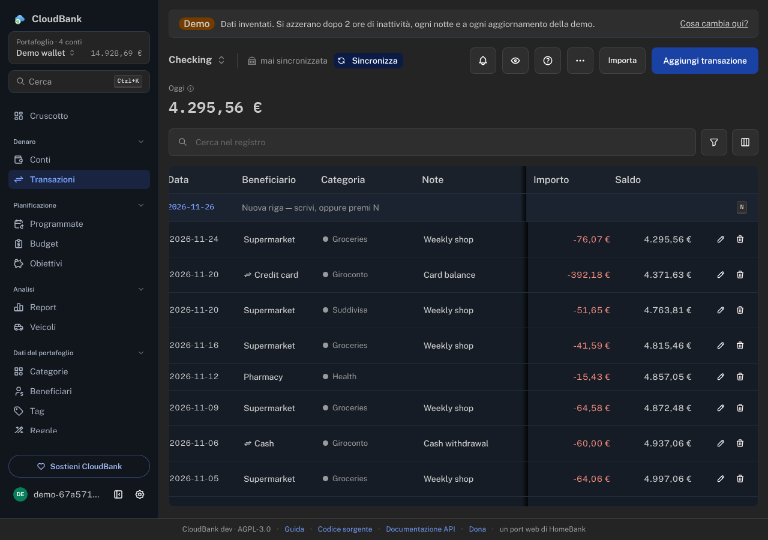 CloudBank
Portafoglio · 4 conti
Demo wallet 14.928,69 €
Cerca Ctrl+K
Cruscotto
Denaro
Conti
Transazioni
Pianificazione
Programmate
Budget
Obiettivi
Analisi
Report
Veicoli
Dati del portafoglio
Categorie
Beneficiari
Tag
Regole
Sostieni CloudBank
DE demo-67a571...
Demo Dati inventati. Si azzerano dopo 2 ore di inattività, ogni notte e a ogni aggiornamento della demo. Cosa cambia qui?
Checking mai sincronizzata Sincronizza Importa Aggiungi transazione
Oggi
4.295,56 €
Cerca nel registro
Data Beneficiario Categoria Note Importo Saldo
2026-11-26 Nuova riga — scrivi, oppure premi N N
2026-11-24 Supermarket Groceries Weekly shop -76,07 € 4.295,56 €
2026-11-20 Credit card Giroconto Card balance -392,18 € 4.371,63 €
2026-11-20 Supermarket Suddivisa Weekly shop -51,65 € 4.763,81 €
2026-11-16 Supermarket Groceries Weekly shop -41,59 € 4.815,46 €
2026-11-12 Pharmacy Health -15,43 € 4.857,05 €
2026-11-09 Supermarket Groceries Weekly shop -64,58 € 4.872,48 €
2026-11-06 Cash Giroconto Cash withdrawal -60,00 € 4.937,06 €
2026-11-05 Supermarket Groceries Weekly shop -64,06 € 4.997,06 €
CloudBank dev · AGPL-3.0 · Guida · Codice sorgente · Documentazione API · Dona · un port web di HomeBank